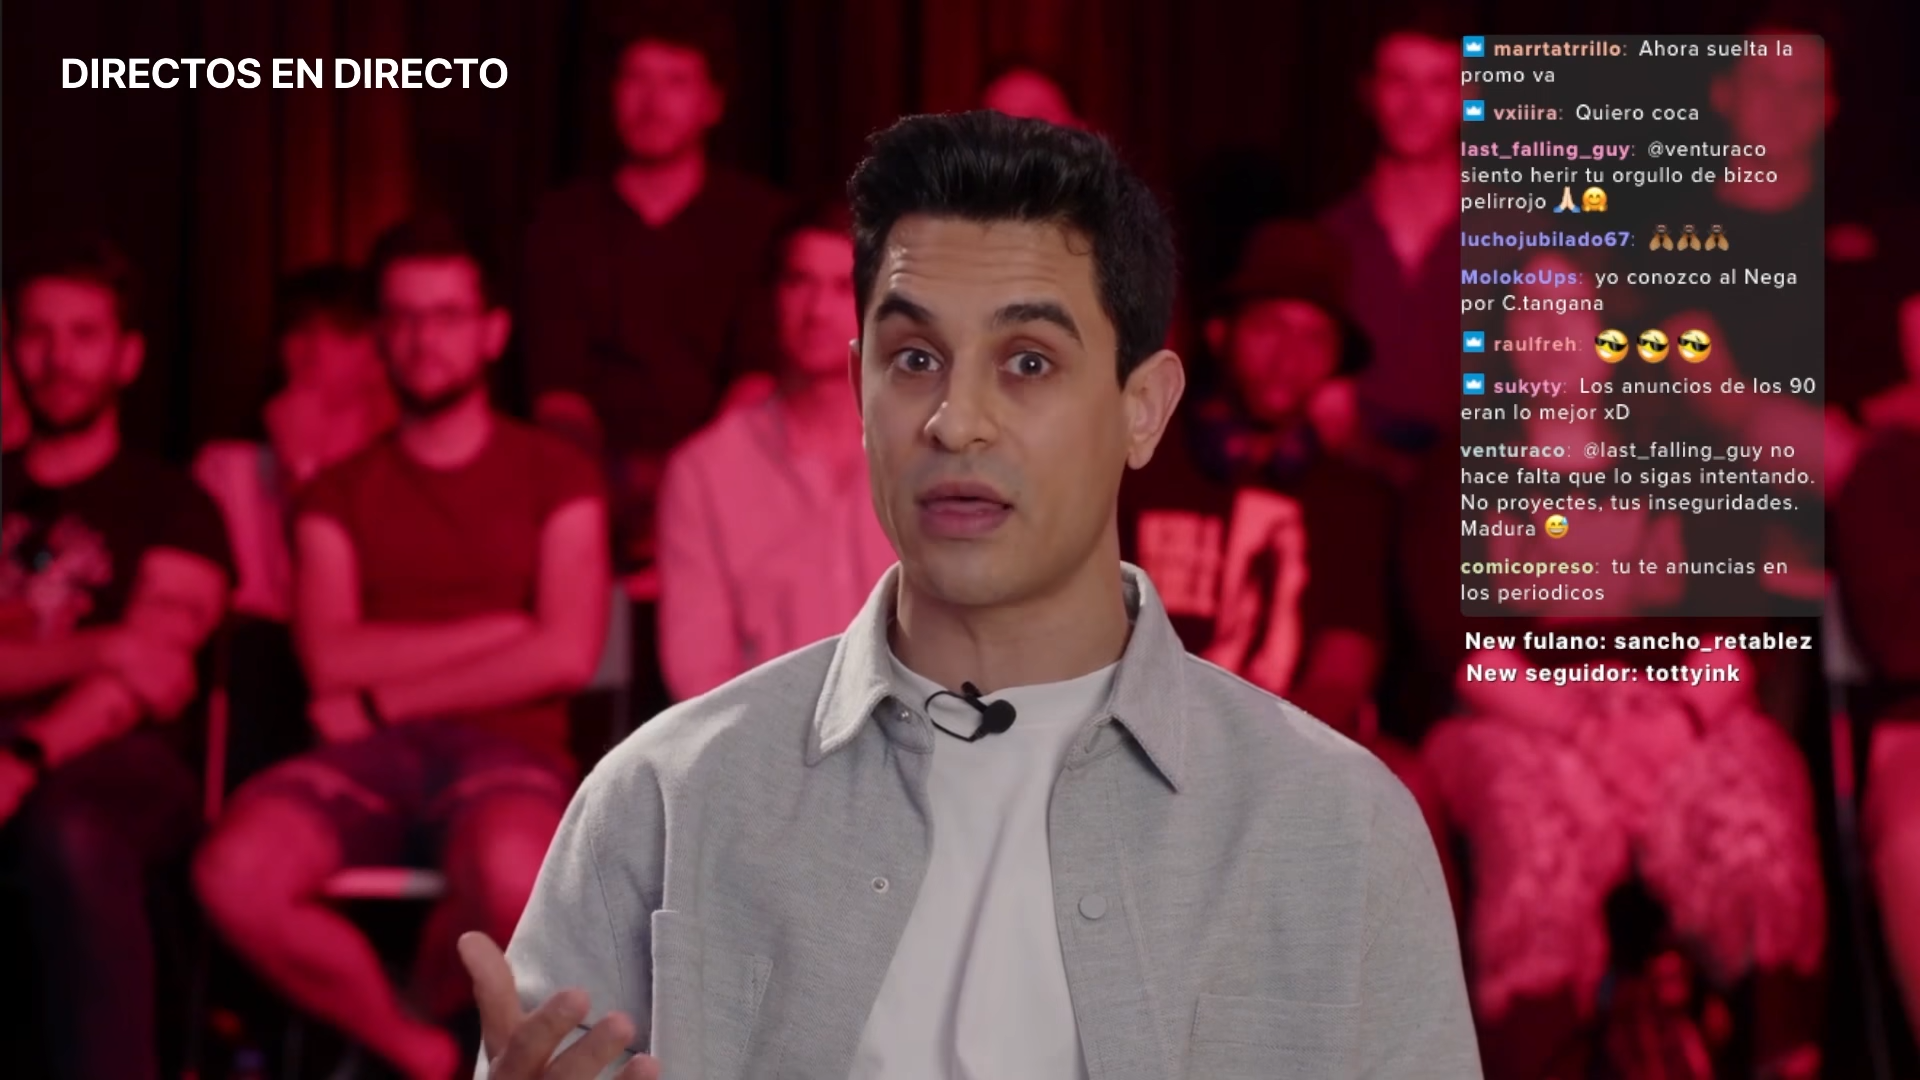 DIRECTOS EN DIRECTO
marrtatrrillo: Ahora suelta la
promo va
vxiiira: Quiero coca
last_falling_guy: @venturaco
siento herir tu orgullo de bizco
pelirrojo 🙏🏻🤗
luchojubilado67:
MolokoUps: yo conozco al Nega
por C.tangana
raulfreh:
sukyty: Los anuncios de los 90
eran lo mejor xD
venturaco: @last_falling_guy no
hace falta que lo sigas intentando.
No proyectes, tus inseguridades.
Madura 😅
comicopreso: tu te anuncias en
los periodicos
New fulano: sancho_retablez
New seguidor: tottyink